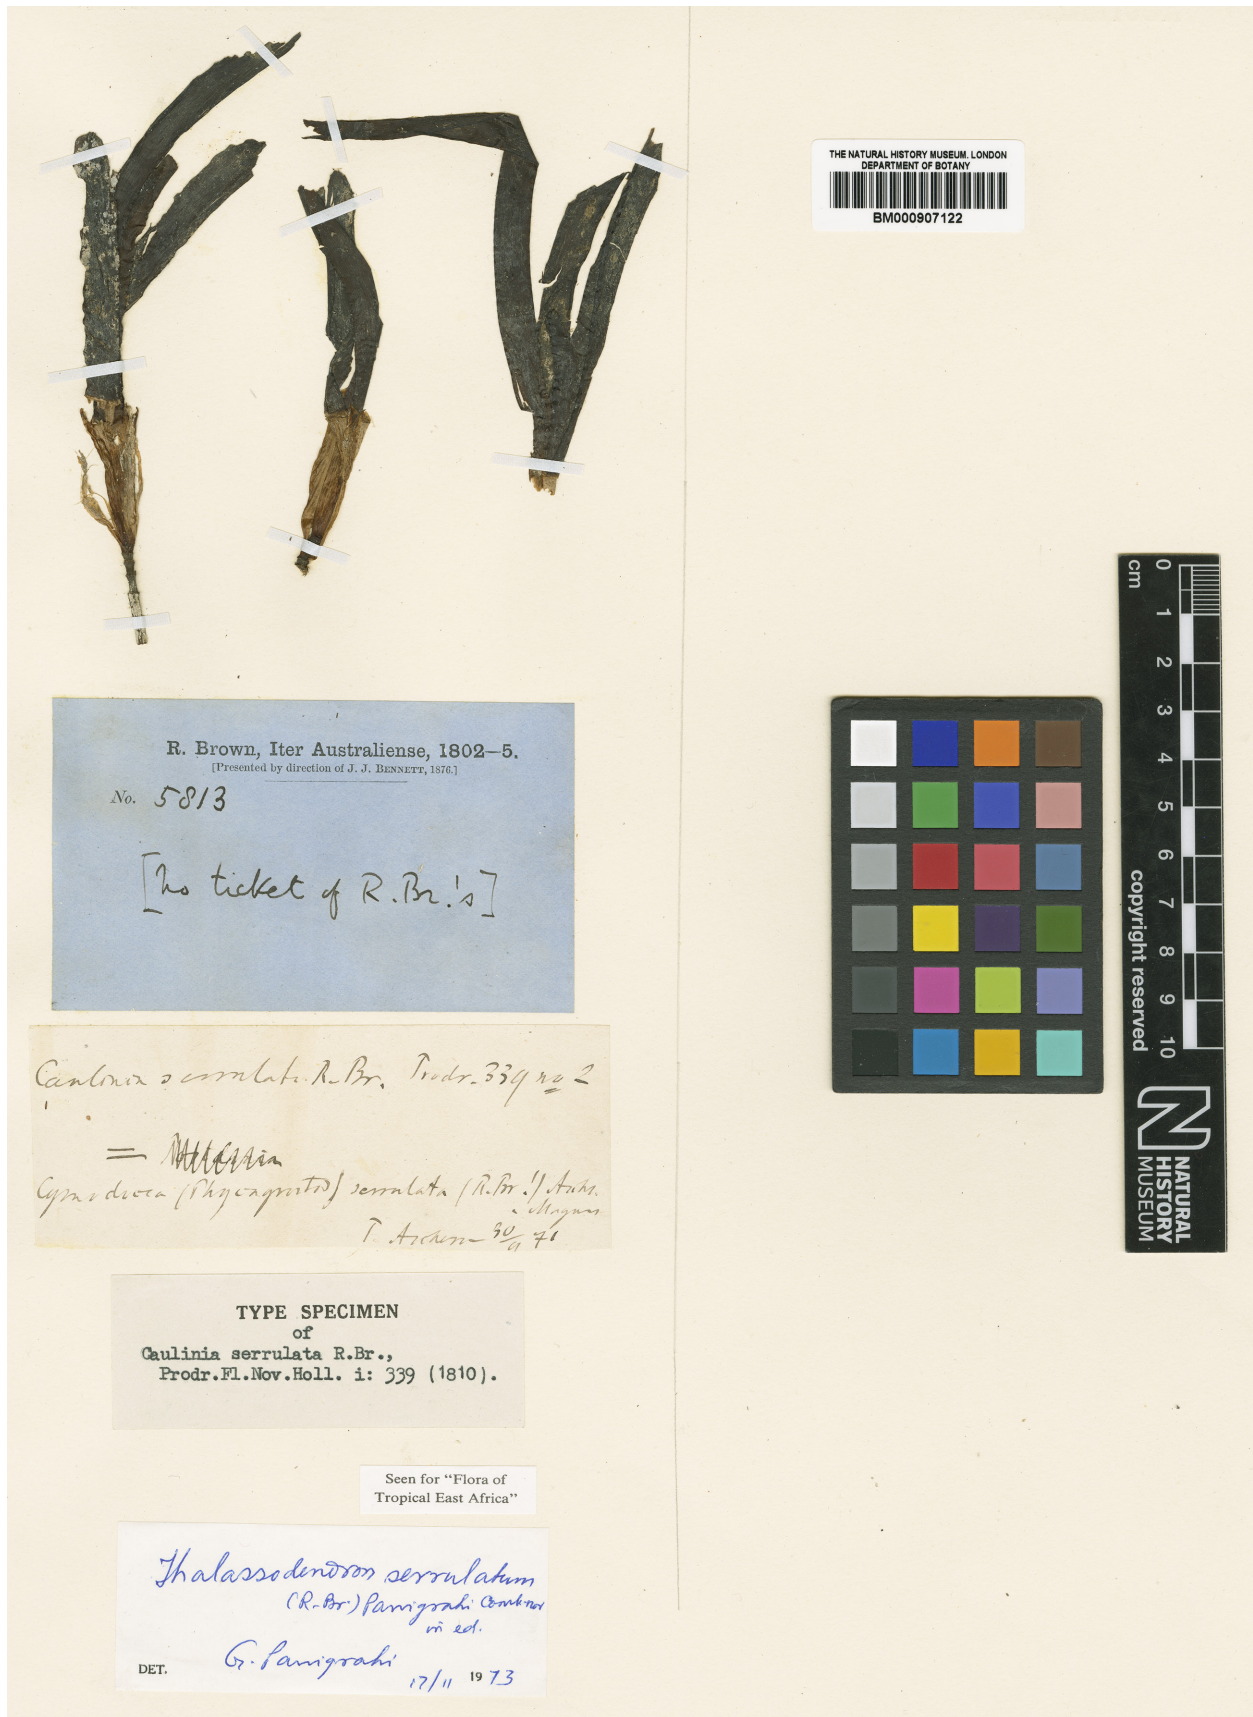 THE NATURAL HISTORY MUSEUM. LONDON
DEPARTMENT OF BOTANY
BM000907122
cm
0
1
2
3
4
5
6
7
8
9
10
copyright reserved
NATURAL
HISTORY
MUSEUM
R. Brown, Iter Australiense, 1802–5.
[Presented by direction of J. J. BENNETT, 1876.]
No. 5813
[No ticket of R. Br.'s]
Caulinia serrulata R. Br. Prodr. 339 no 2
=
Cymodocea (Phycagrostis) serrulata (R. Br.!) Aschs.
& Magnus
P. Ascherson 30/9 71
TYPE SPECIMEN
of
Caulinia serrulata R.Br.,
Prodr.Fl.Nov.Holl. i: 339 (1810).
Seen for “Flora of
Tropical East Africa”
Thalassodendron serrulatum
(R. Br.) Panigrahi Comb. nov
in ed.
G. Panigrahi
DET.
17/11 1973